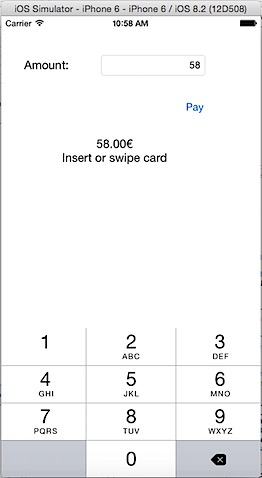 iOS Simulator - iPhone 6 - iPhone 6 / iOS 8.2 (12D508)
Carrier 10:58 AM
Amount: 58
Pay
58.00€
Insert or swipe card
1 2 3
ABC DEF
4 5 6
GHI JKL MNO
7 8 9
PQRS TUV WXYZ
0